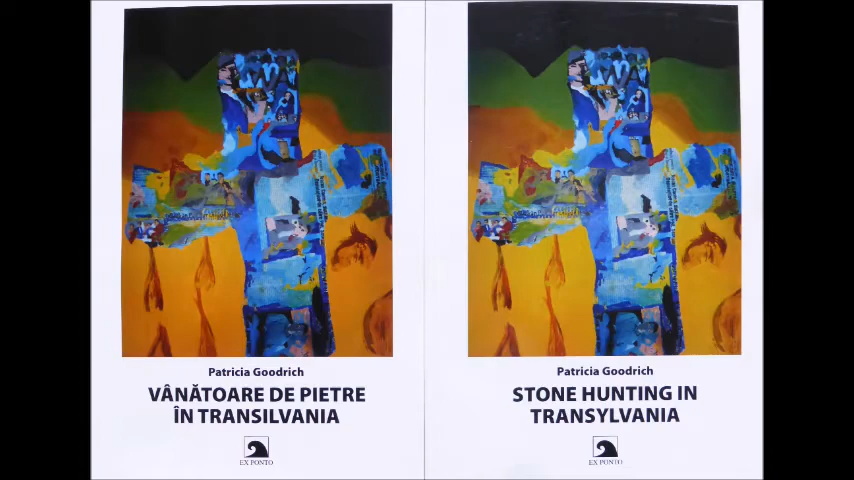 Patricia Goodrich
VÂNĂTOARE DE PIETRE
ÎN TRANSILVANIA
EX PONTO
Patricia Goodrich
STONE HUNTING IN
TRANSYLVANIA
EX PONTO